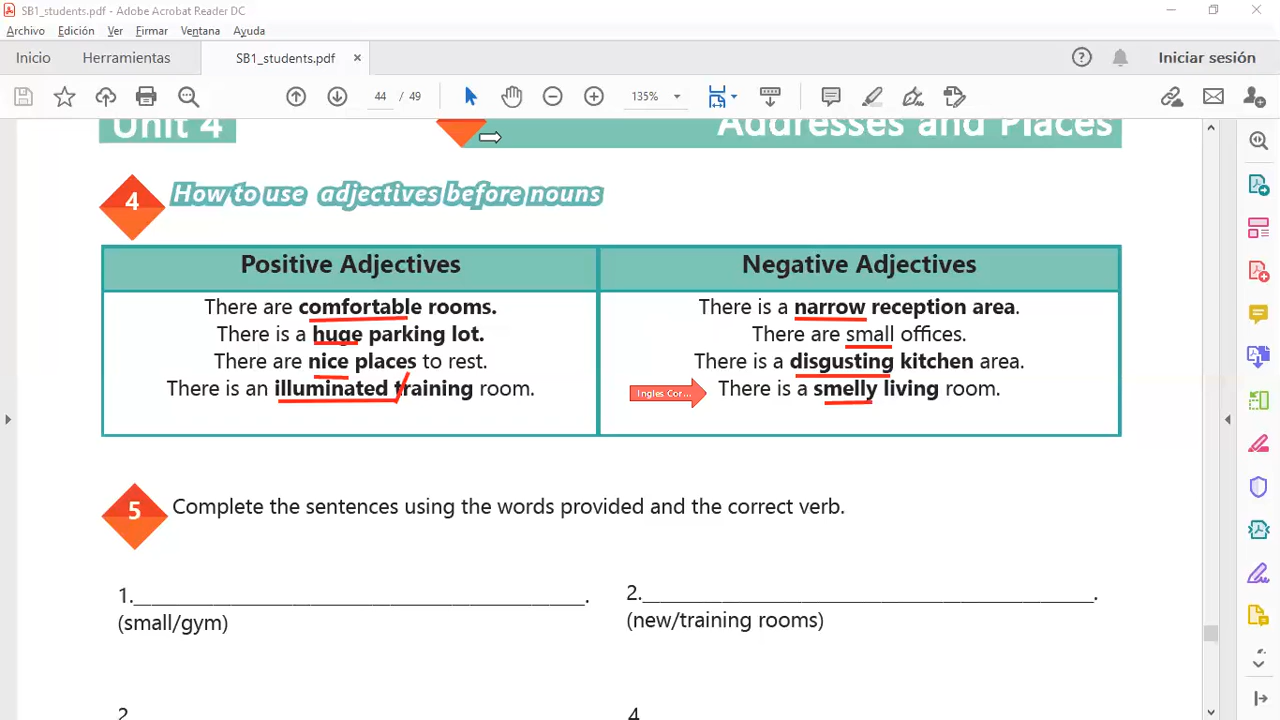 SB1_students.pdf - Adobe Acrobat Reader DC
Archivo Edición Ver Firmar Ventana Ayuda
Inicio Herramientas SB1_students.pdf × Iniciar sesión
44 / 49 135%
Unit 4 Addresses and Places
4 How to use adjectives before nouns
Positive Adjectives
There are comfortable rooms.
There is a huge parking lot.
There are nice places to rest.
There is an illuminated training room.
Negative Adjectives
There is a narrow reception area.
There are small offices.
There is a disgusting kitchen area.
Ingles Cor...
There is a smelly living room.
5 Complete the sentences using the words provided and the correct verb.
1.______________________________________________.
(small/gym)
2.______________________________________________.
(new/training rooms)
4